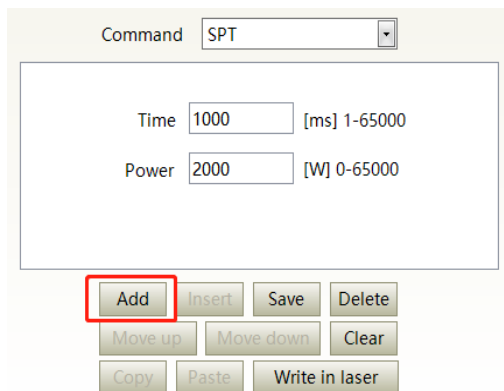 Command SPT
Time 1000 [ms] 1-65000
Power 2000 [W] 0-65000
Add Insert Save Delete
Move up Move down Clear
Copy Paste Write in laser